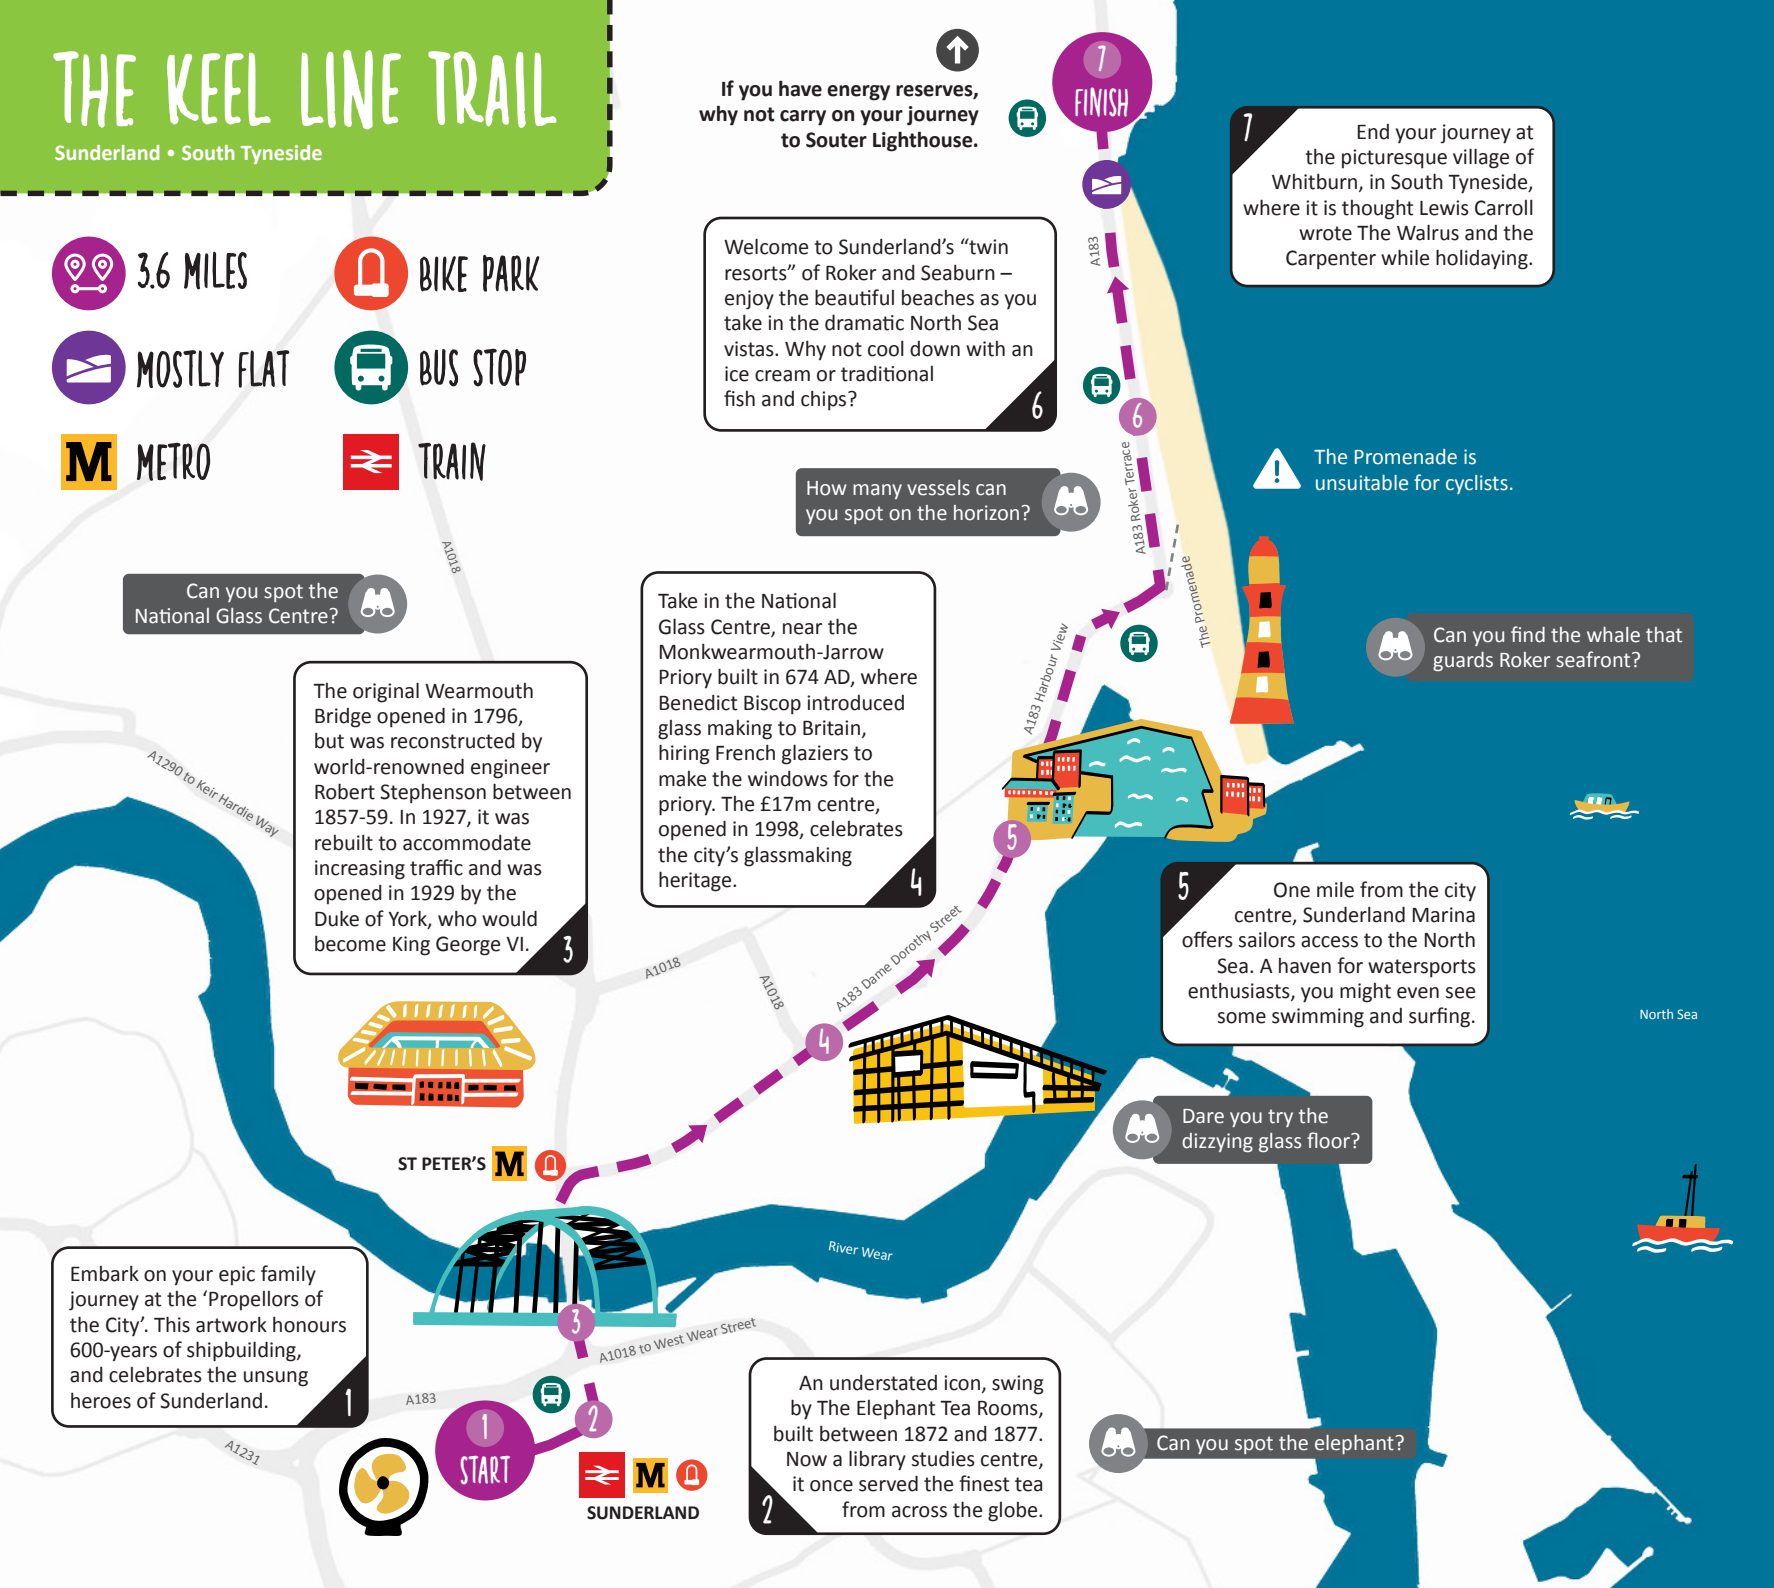 THE KEEL LINE TRAIL
Sunderland • South Tyneside
3.6 MILES
BIKE PARK
MOSTLY FLAT
BUS STOP
M METRO
TRAIN
If you have energy reserves,
why not carry on your journey
to Souter Lighthouse.
7
FINISH
7
End your journey at
the picturesque village of
Whitburn, in South Tyneside,
where it is thought Lewis Carroll
wrote The Walrus and the
Carpenter while holidaying.
A183
Welcome to Sunderland's “twin
resorts” of Roker and Seaburn –
enjoy the beautiful beaches as you
take in the dramatic North Sea
vistas. Why not cool down with an
ice cream or traditional
fish and chips?
6
6
A183 Roker Terrace
The Promenade is
unsuitable for cyclists.
How many vessels can
you spot on the horizon?
A1018
The Promenade
Can you spot the
National Glass Centre?
Can you find the whale that
guards Roker seafront?
A183 Harbour View
Take in the National
Glass Centre, near the
Monkwearmouth-Jarrow
Priory built in 674 AD, where
Benedict Biscop introduced
glass making to Britain,
hiring French glaziers to
make the windows for the
priory. The £17m centre,
opened in 1998, celebrates
the city's glassmaking
heritage.
4
The original Wearmouth
Bridge opened in 1796,
but was reconstructed by
world-renowned engineer
Robert Stephenson between
1857-59. In 1927, it was
rebuilt to accommodate
increasing traffic and was
opened in 1929 by the
Duke of York, who would
become King George VI.
3
A1290 to Keir Hardie Way
5
5
One mile from the city
centre, Sunderland Marina
offers sailors access to the North
Sea. A haven for watersports
enthusiasts, you might even see
some swimming and surfing.
A1018
A1018
A183 Dame Dorothy Street
4
North Sea
Dare you try the
dizzying glass floor?
ST PETER'S M
River Wear
Embark on your epic family
journey at the ‘Propellors of
the City’. This artwork honours
600-years of shipbuilding,
and celebrates the unsung
heroes of Sunderland.
1
3
A1018 to West Wear Street
A183
A1231
1
START
2
M
SUNDERLAND
An understated icon, swing
by The Elephant Tea Rooms,
built between 1872 and 1877.
Now a library studies centre,
it once served the finest tea
from across the globe.
2
Can you spot the elephant?